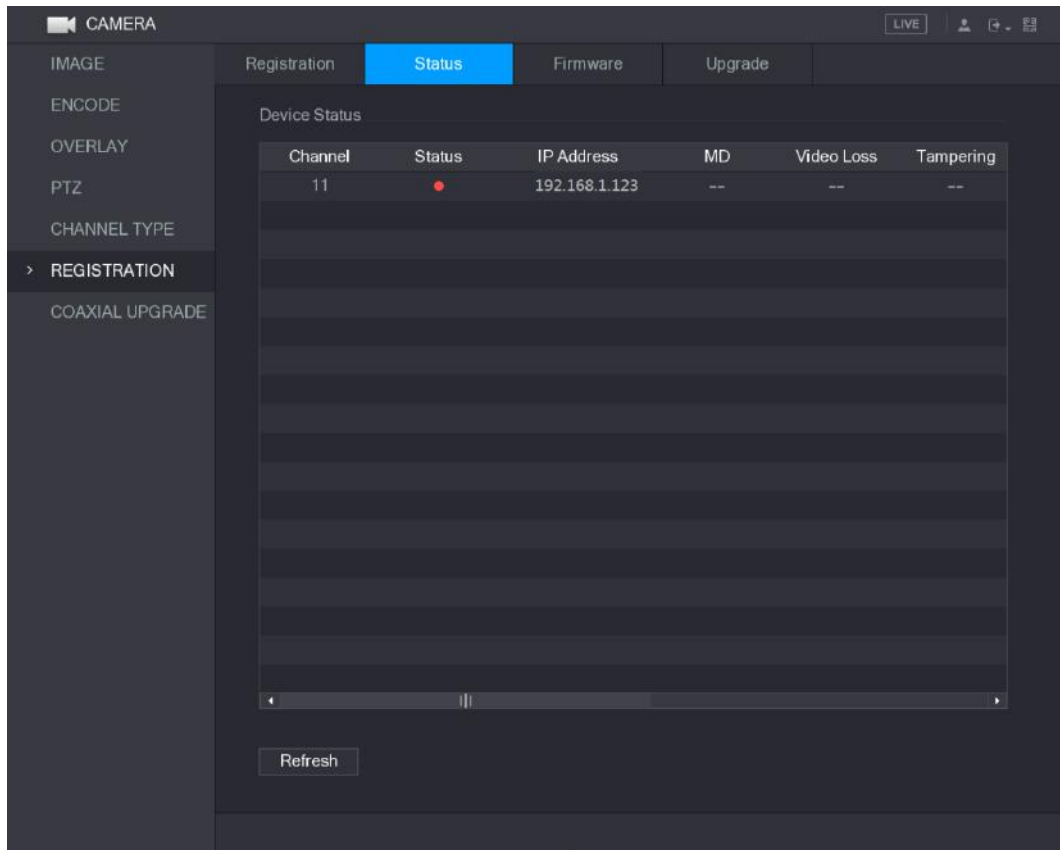 CAMERA
LIVE
IMAGE
ENCODE
OVERLAY
PTZ
CHANNEL TYPE
> REGISTRATION
COAXIAL UPGRADE
Registration Status Firmware Upgrade
Device Status
Channel Status IP Address MD Video Loss Tampering
11 192.168.1.123 -- -- --
Refresh